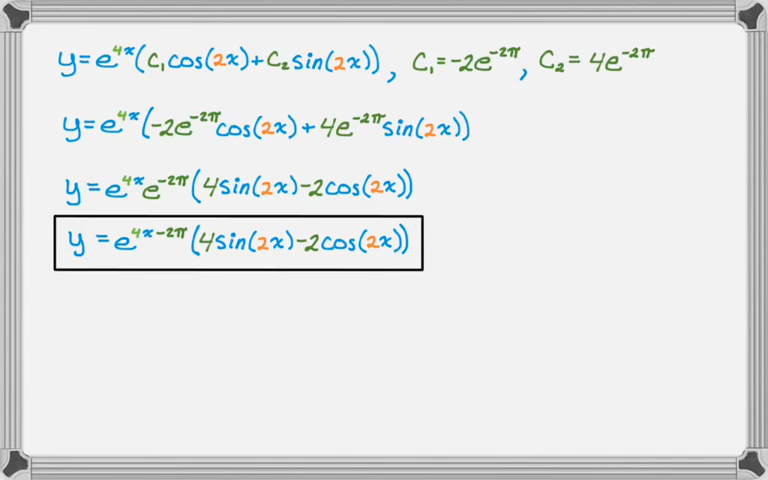 y=e^{4x}(C₁cos(2x)+C₂sin(2x)), C₁=-2e^{-2π}, C₂=4e^{-2π}
y=e^{4x}(-2e^{-2π}cos(2x)+4e^{-2π}sin(2x))
y=e^{4x}e^{-2π}(4sin(2x)-2cos(2x))
y=e^{4x-2π}(4sin(2x)-2cos(2x))